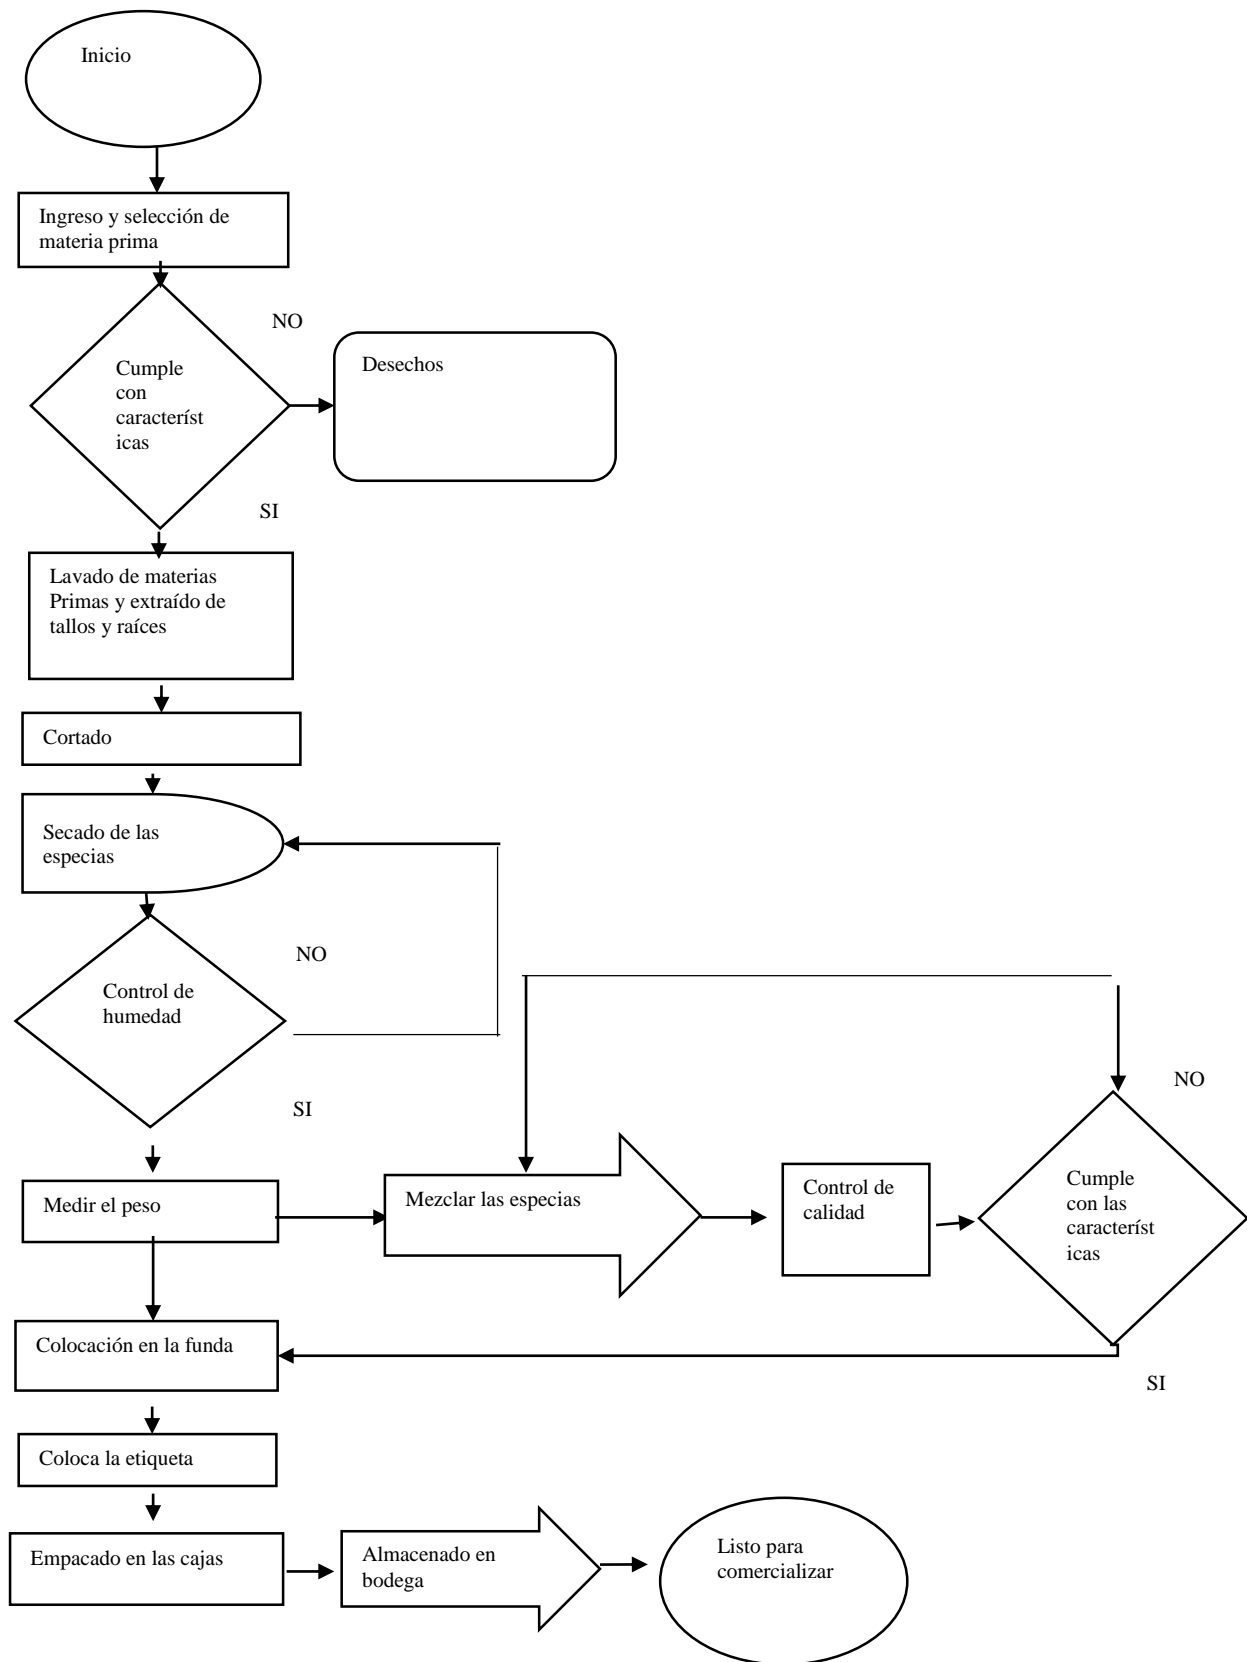 Inicio
Ingreso y selección de
materia prima
NO
Cumple
con
característ
icas
Desechos
SI
Lavado de materias
Primas y extraído de
tallos y raíces
Cortado
Secado de las
especias
NO
Control de
humedad
SI
NO
Medir el peso
Mezclar las especias
Control de
calidad
Cumple
con las
característ
icas
Colocación en la funda
SI
Coloca la etiqueta
Empacado en las cajas
Almacenado en
bodega
Listo para
comercializar